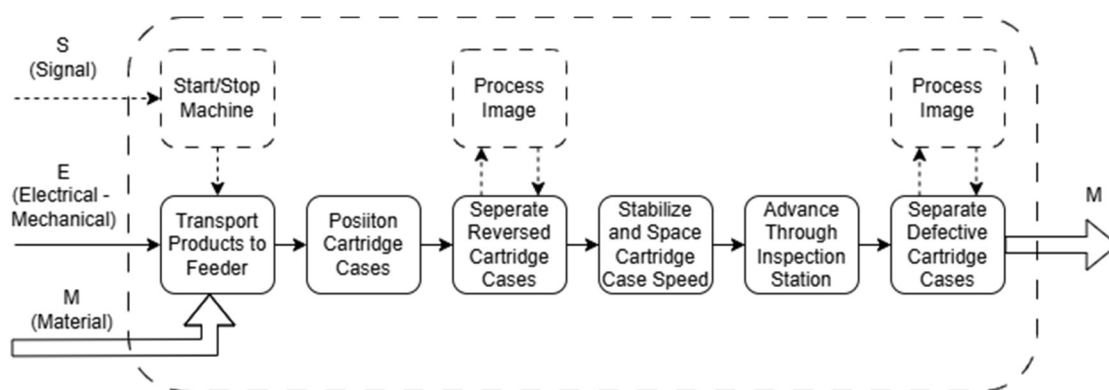 S
(Signal)
Start/Stop
Machine
Process
Image
Process
Image
E
(Electrical -
Mechanical)
Transport
Products to
Feeder
Posiiton
Cartridge
Cases
Seperate
Reversed
Cartridge
Cases
Stabilize
and Space
Cartridge
Case Speed
Advance
Through
Inspection
Station
Separate
Defective
Cartridge
Cases
M
M
(Material)